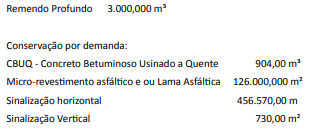 Remendo Profundo 3.000,000 m³
Conservação por demanda:
CBUQ - Concreto Betuminoso Usinado a Quente 904,00 m³
Micro-revestimento asfáltico e ou Lama Asfáltica 126.000,000 m²
Sinalização horizontal 456.570,00 m
Sinalização Vertical 730,00 m²